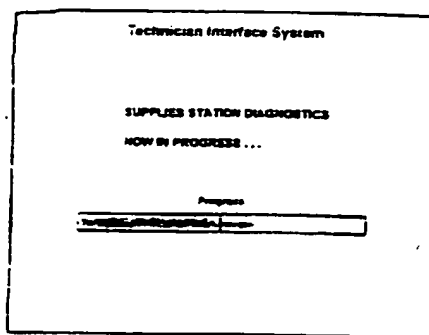 Technician Interface System
SUPPLIES STATION DIAGNOSTICS
NOW IN PROGRESS ...
Progress